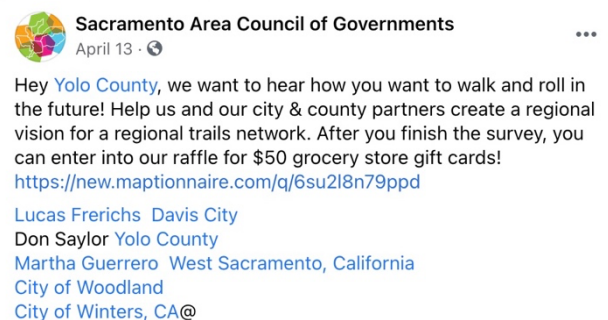 Sacramento Area Council of Governments
April 13 ·
Hey Yolo County, we want to hear how you want to walk and roll in
the future! Help us and our city & county partners create a regional
vision for a regional trails network. After you finish the survey, you
can enter into our raffle for $50 grocery store gift cards!
https://new.maptionnaire.com/q/6su2l8n79ppd
Lucas Frerichs Davis City
Don Saylor Yolo County
Martha Guerrero West Sacramento, California
City of Woodland
City of Winters, CA@